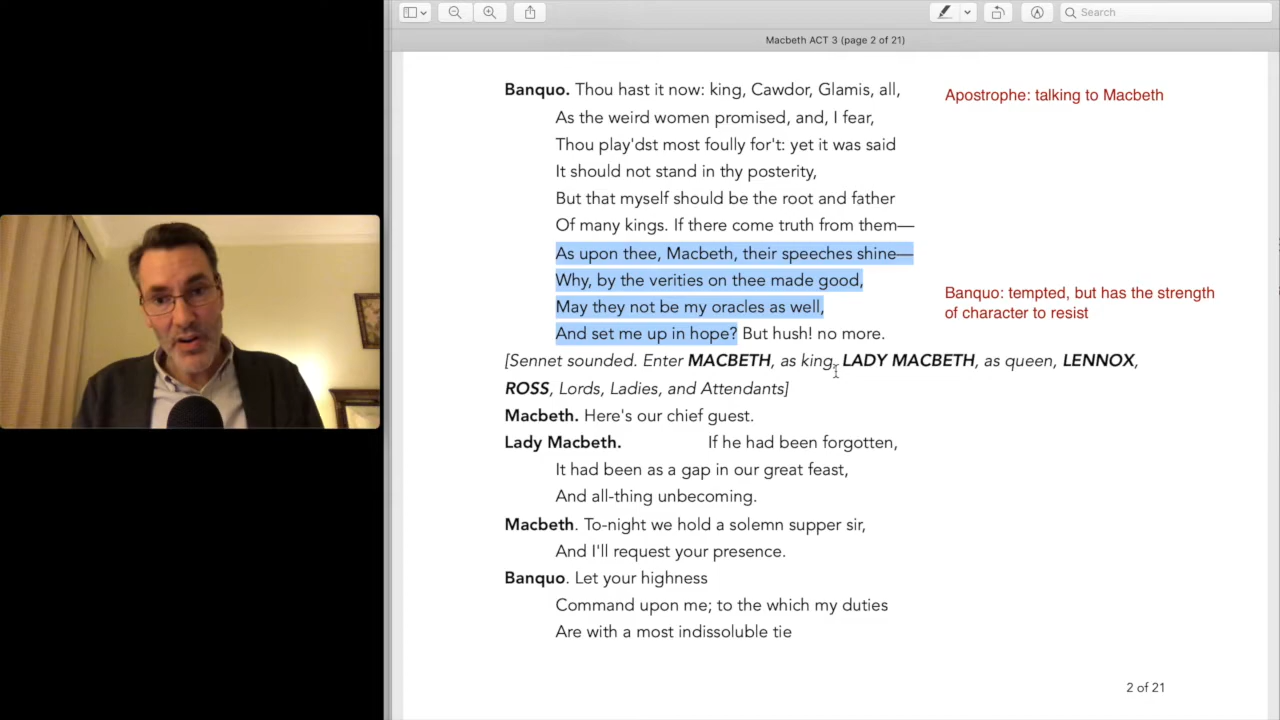 Search
Macbeth ACT 3 (page 2 of 21)
Banquo. Thou hast it now: king, Cawdor, Glamis, all,
As the weird women promised, and, I fear,
Thou play'dst most foully for't: yet it was said
It should not stand in thy posterity,
But that myself should be the root and father
Of many kings. If there come truth from them—
As upon thee, Macbeth, their speeches shine—
Why, by the verities on thee made good,
May they not be my oracles as well,
And set me up in hope? But hush! no more.
[Sennet sounded. Enter MACBETH, as king, LADY MACBETH, as queen, LENNOX,
ROSS, Lords, Ladies, and Attendants]
Macbeth. Here's our chief guest.
Lady Macbeth. If he had been forgotten,
It had been as a gap in our great feast,
And all-thing unbecoming.
Macbeth. To-night we hold a solemn supper sir,
And I'll request your presence.
Banquo. Let your highness
Command upon me; to the which my duties
Are with a most indissoluble tie
Apostrophe: talking to Macbeth
Banquo: tempted, but has the strength
of character to resist
2 of 21